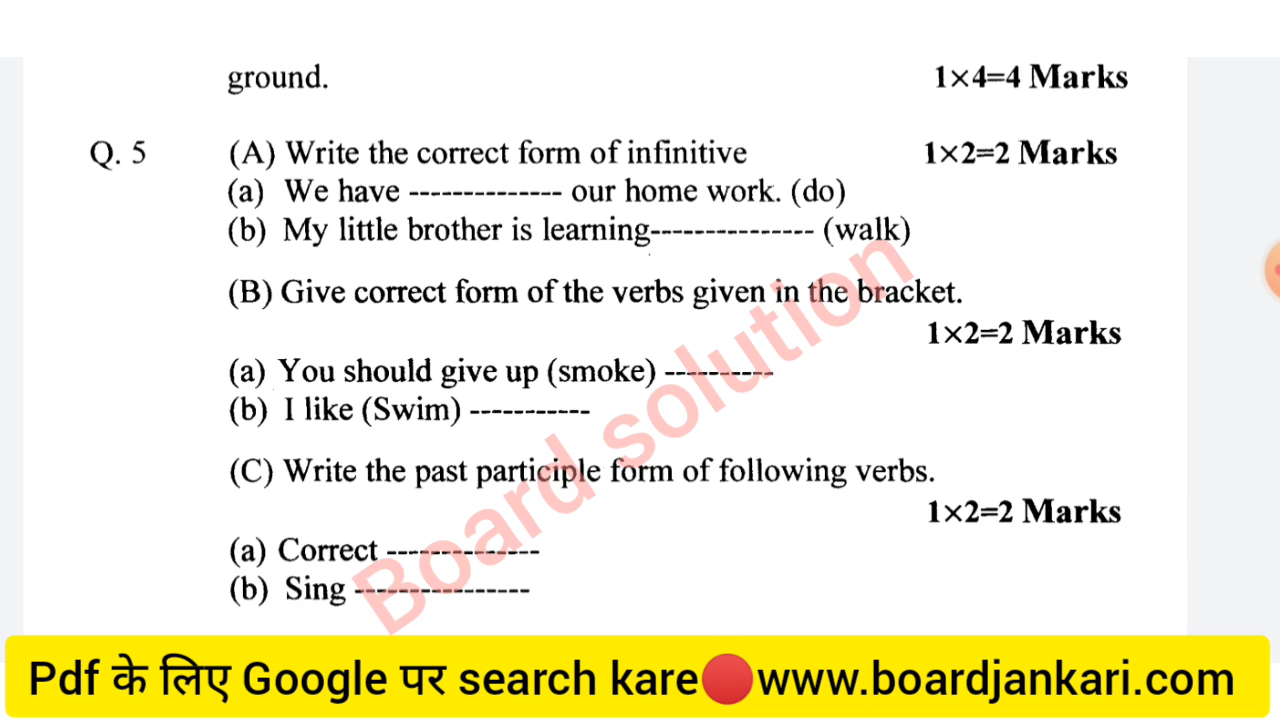 ground. 1×4=4 Marks
Q. 5 (A) Write the correct form of infinitive 1×2=2 Marks
(a) We have -------------- our home work. (do)
(b) My little brother is learning--------------- (walk)
(B) Give correct form of the verbs given in the bracket.
1×2=2 Marks
(a) You should give up (smoke) ----------
(b) I like (Swim) -----------
(C) Write the past participle form of following verbs.
1×2=2 Marks
(a) Correct --------------
(b) Sing ----------------
Board solution
Pdf के लिए Google पर search kare🔴www.boardjankari.com